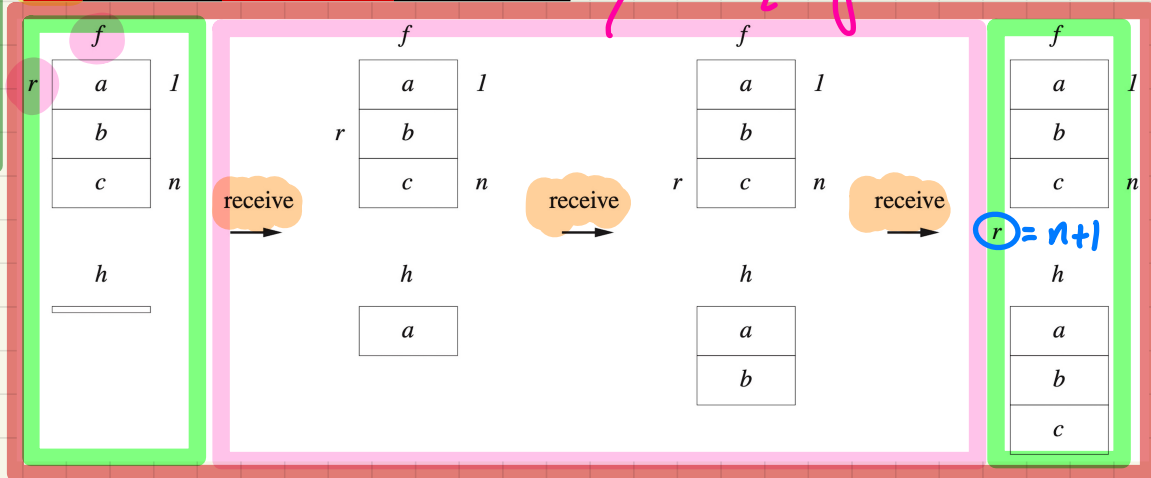 f f f f
r a 1 a 1 a 1 a 1
b r b b b
c n c n r c n c n
receive receive receive
r = n+1
h h h h
a a a
b b
c